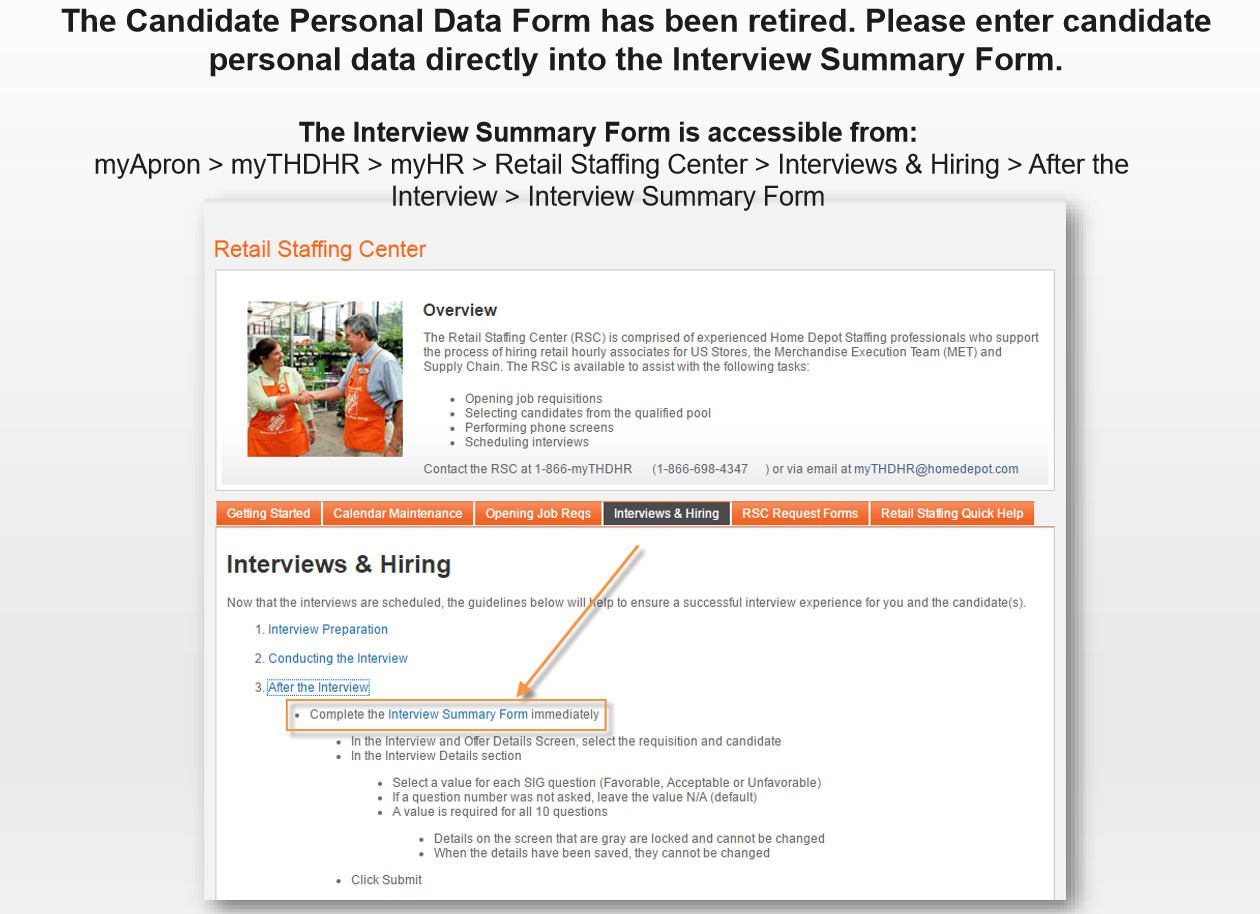 The Candidate Personal Data Form has been retired. Please enter candidate
personal data directly into the Interview Summary Form.
The Interview Summary Form is accessible from:
myApron > myTHDHR > myHR > Retail Staffing Center > Interviews & Hiring > After the
Interview > Interview Summary Form
Retail Staffing Center
Overview
The Retail Staffing Center (RSC) is comprised of experienced Home Depot Staffing professionals who support
the process of hiring retail hourly associates for US Stores, the Merchandise Execution Team (MET) and
Supply Chain. The RSC is available to assist with the following tasks:
• Opening job requisitions
• Selecting candidates from the qualified pool
• Performing phone screens
• Scheduling interviews
Contact the RSC at 1-866-myTHDHR (1-866-698-4347 ) or via email at myTHDHR@homedepot.com
Getting Started Calendar Maintenance Opening Job Reqs Interviews & Hiring RSC Request Forms Retail Staffing Quick Help
Interviews & Hiring
Now that the interviews are scheduled, the guidelines below will help to ensure a successful interview experience for you and the candidate(s).
1. Interview Preparation
2. Conducting the Interview
3. After the Interview
• Complete the Interview Summary Form immediately
• In the Interview and Offer Details Screen, select the requisition and candidate
• In the Interview Details section
• Select a value for each SIG question (Favorable, Acceptable or Unfavorable)
• If a question number was not asked, leave the value N/A (default)
• A value is required for all 10 questions
• Details on the screen that are gray are locked and cannot be changed
• When the details have been saved, they cannot be changed
• Click Submit